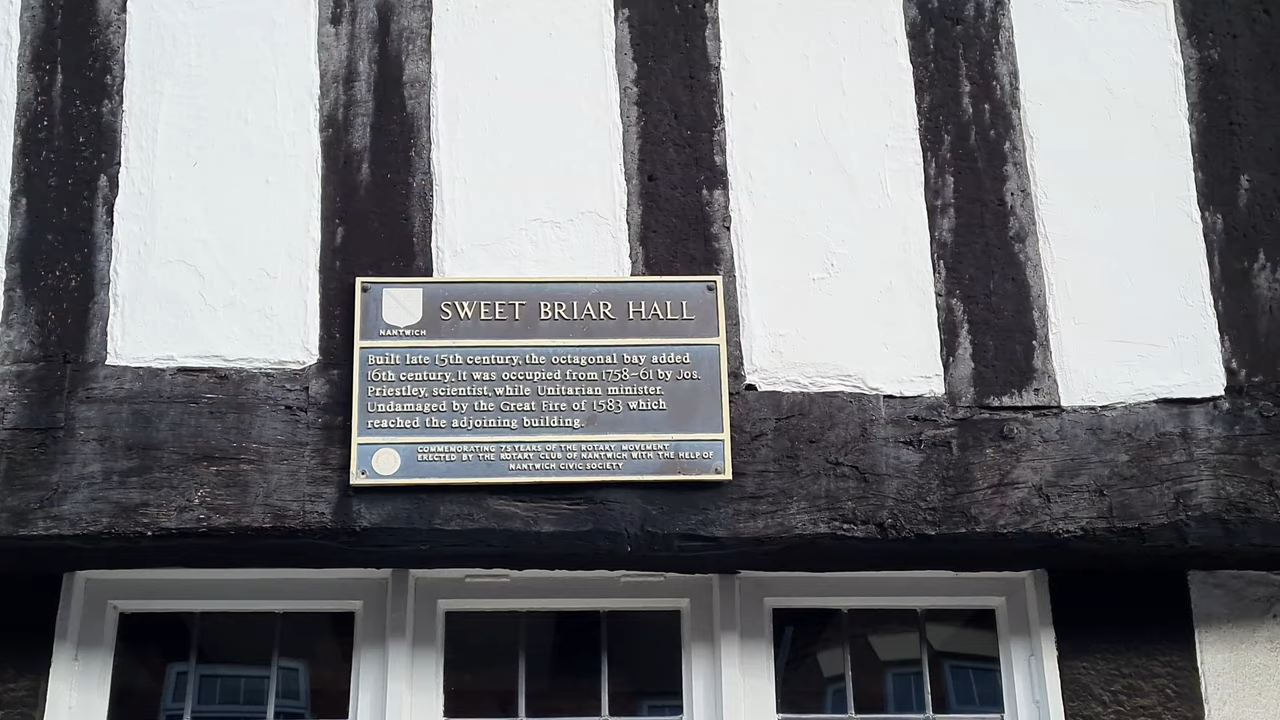 SWEET BRIAR HALL
NANTWICH
Built late 15th century, the octagonal bay added
16th century. It was occupied from 1758-61 by Jos.
Priestley, scientist, while Unitarian minister.
Undamaged by the Great Fire of 1583 which
reached the adjoining building.
COMMEMORATING 75 YEARS OF THE ROTARY MOVEMENT
ERECTED BY THE ROTARY CLUB OF NANTWICH WITH THE HELP OF
NANTWICH CIVIC SOCIETY